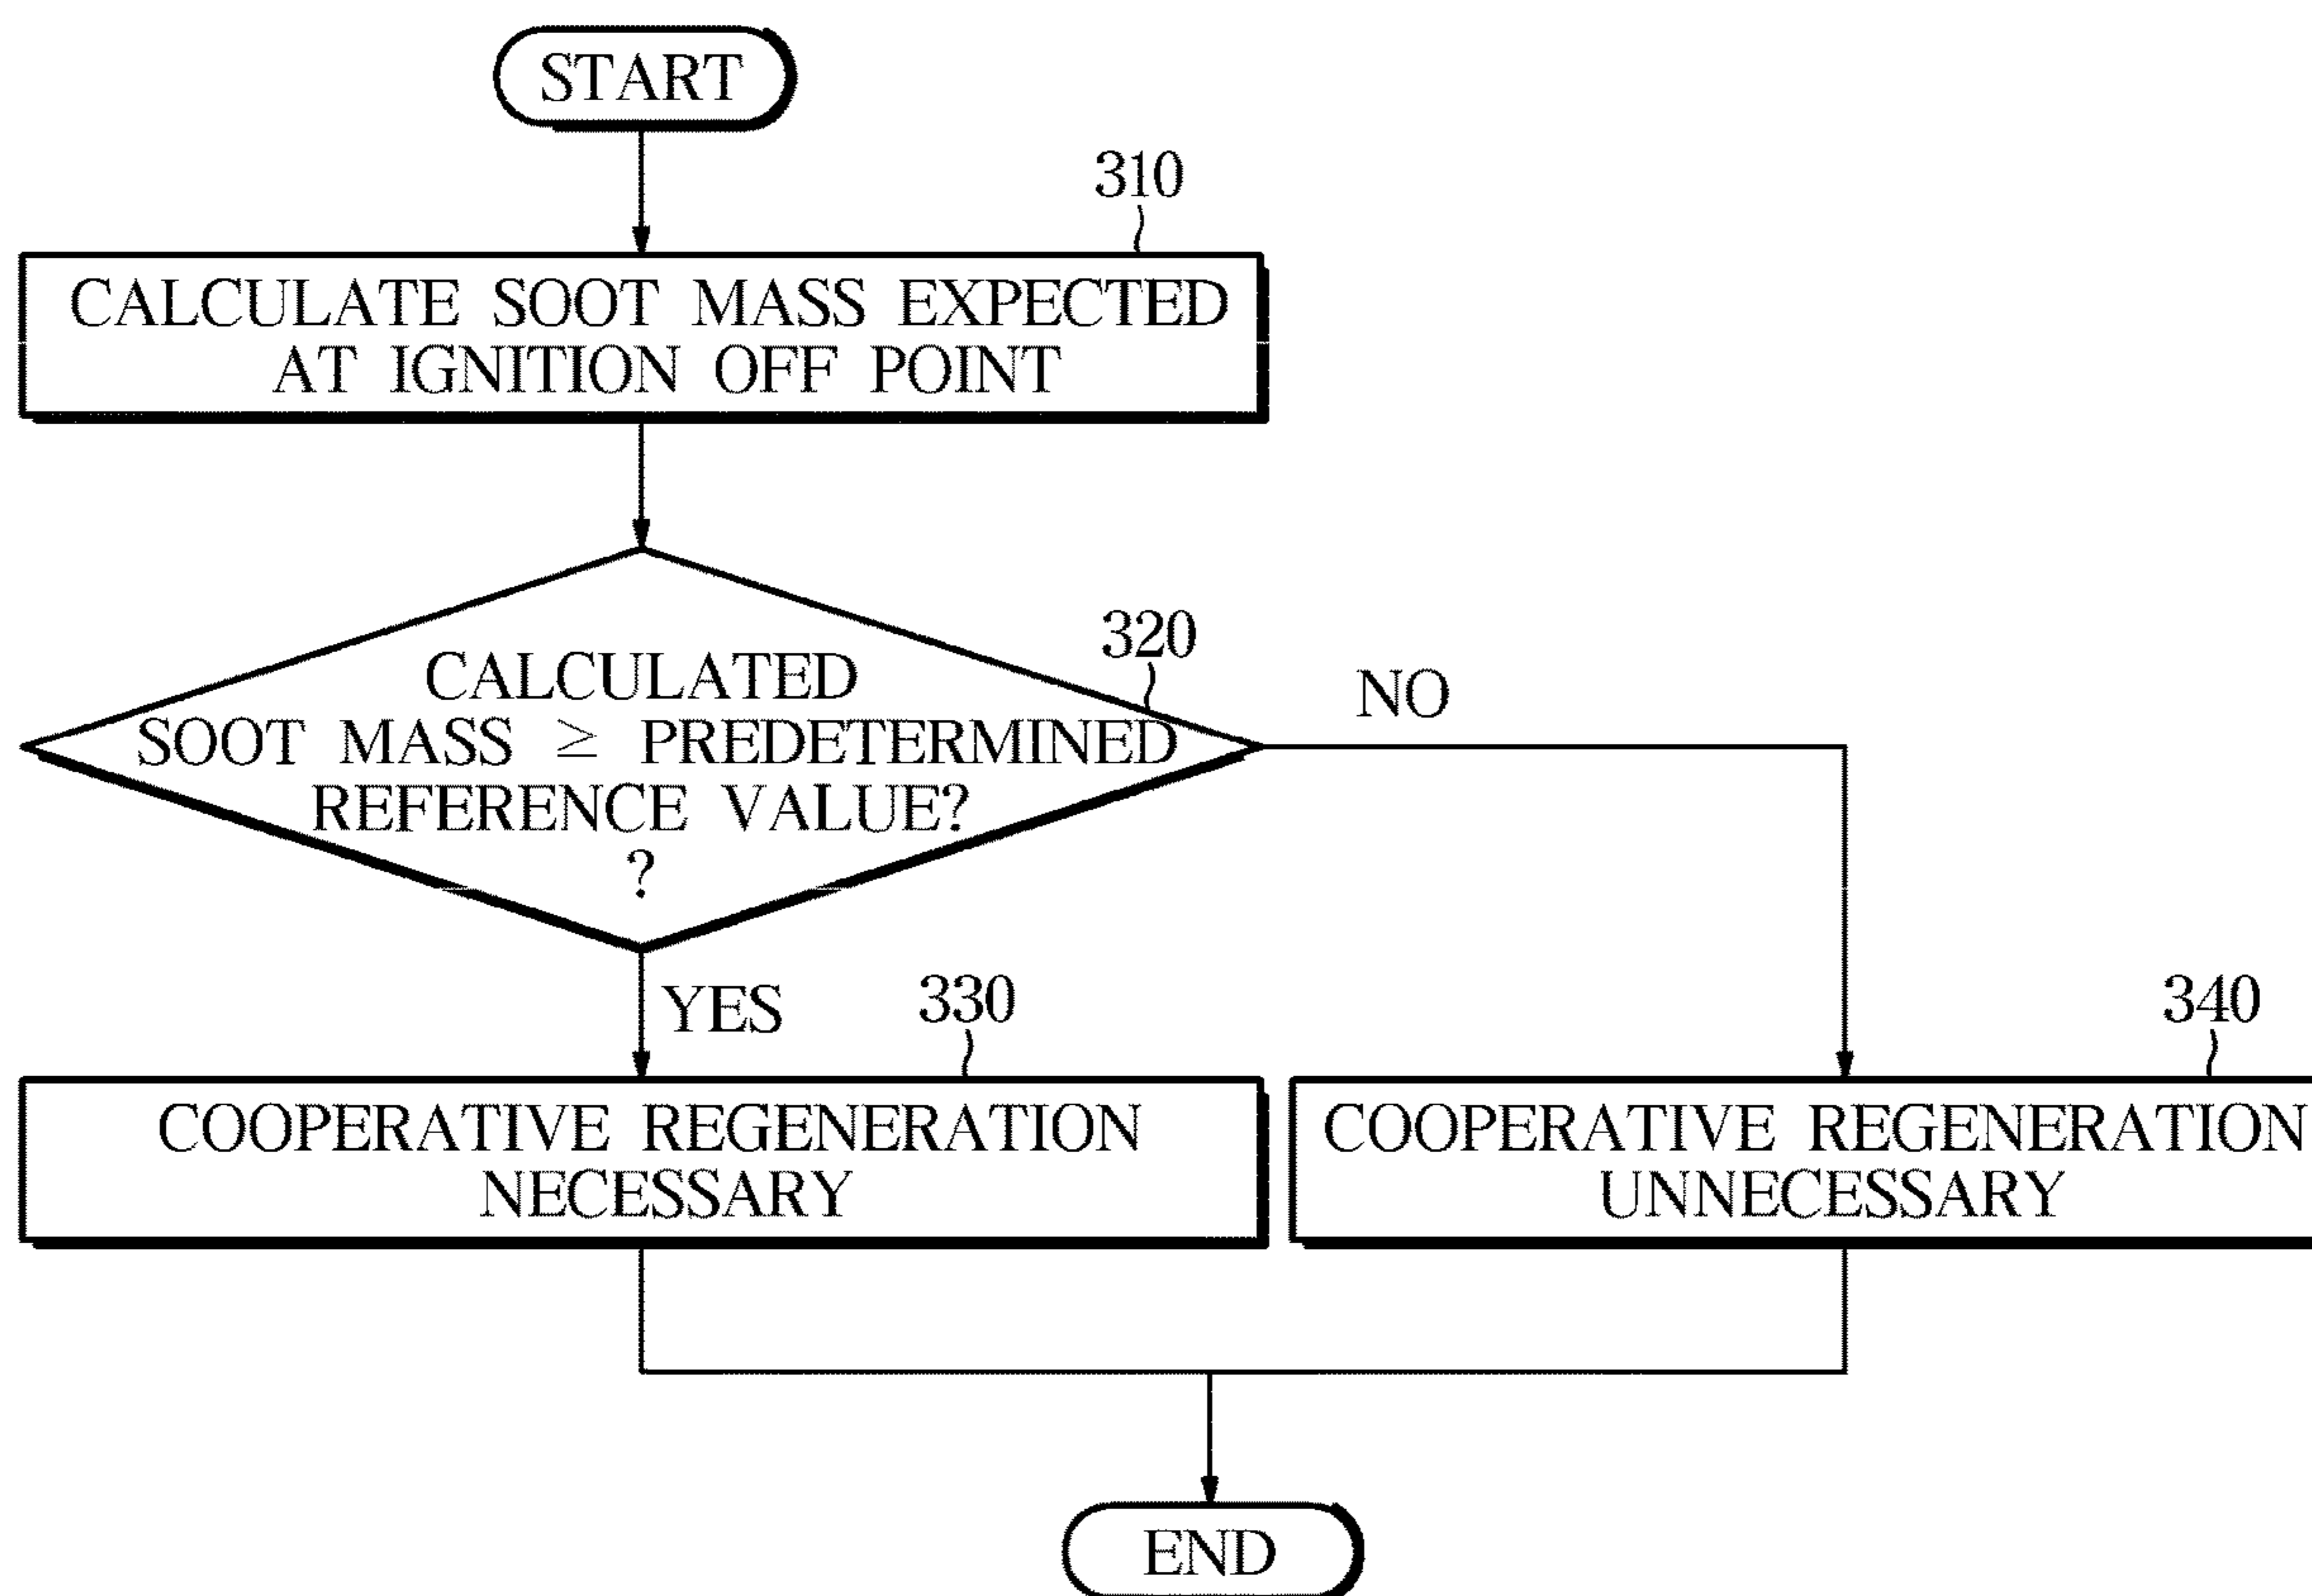 START
310
CALCULATE SOOT MASS EXPECTED
AT IGNITION OFF POINT
320
CALCULATED
SOOT MASS ≥ PREDETERMINED
REFERENCE VALUE?
?
NO
YES
330
COOPERATIVE REGENERATION
NECESSARY
340
COOPERATIVE REGENERATION
UNNECESSARY
END